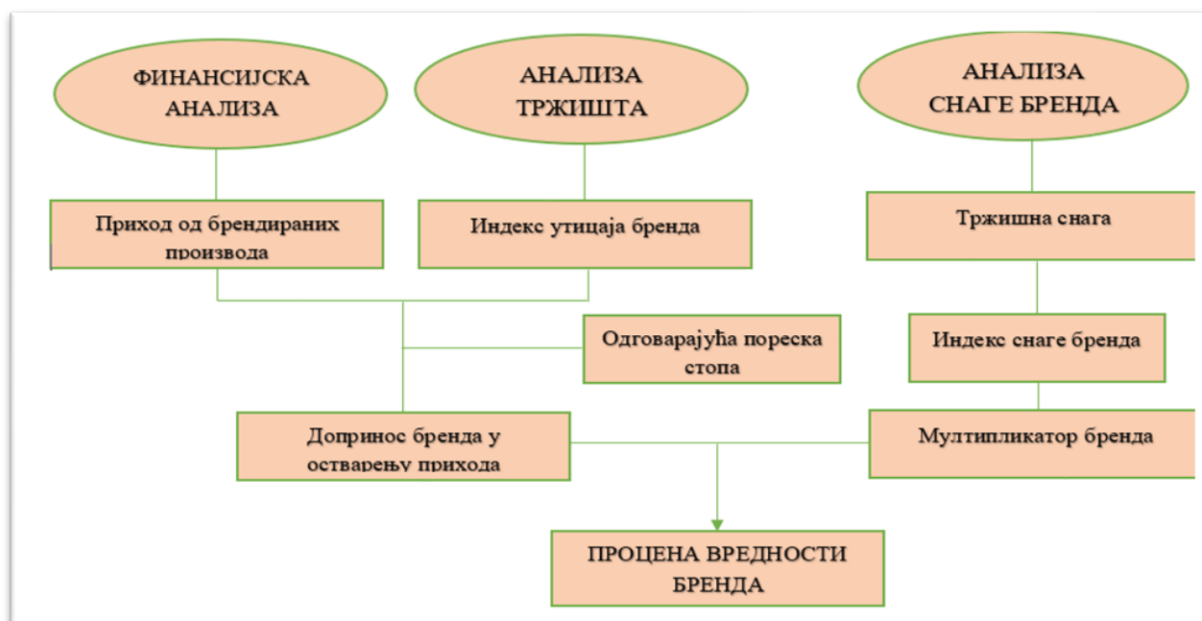 ФИНАНСИЈСКА
АНАЛИЗА
АНАЛИЗА
ТРЖИШТА
АНАЛИЗА
СНАГЕ БРЕНДА
Приход од брендираних
производа
Индекс утицаја бренда
Тржишна снага
Одговарајућа пореска
стопа
Индекс снаге бренда
Допринос бренда у
остварењу прихода
Мултипликатор бренда
ПРОЦЕНА ВРЕДНОСТИ
БРЕНДА